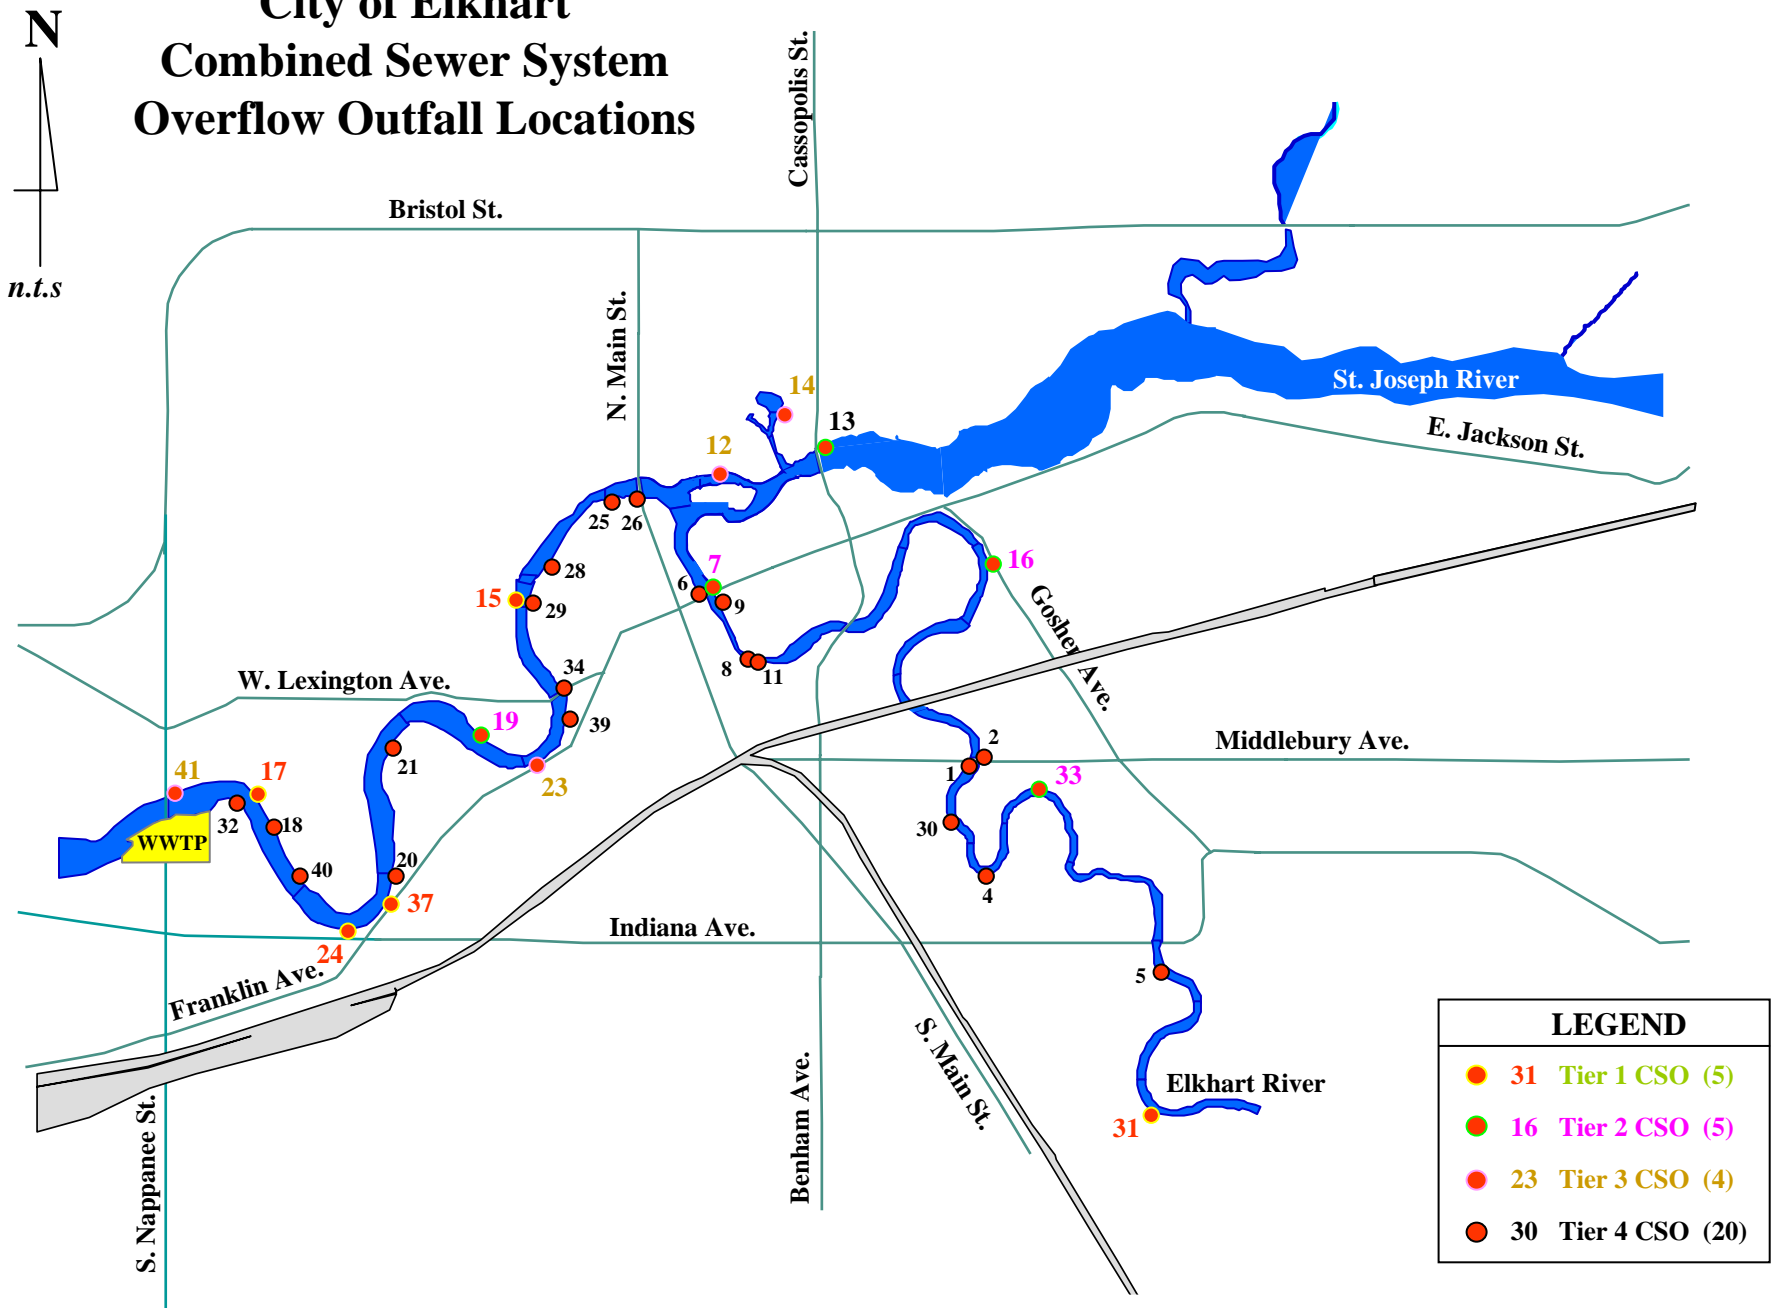 City of Elkhart
Combined Sewer System
Overflow Outfall Locations
N
n.t.s
Cassopolis St.
Bristol St.
N. Main St.
St. Joseph River
E. Jackson St.
14
13
12
25
26
28
15
29
7
6
9
16
Goshen Ave.
8
11
34
W. Lexington Ave.
19
39
21
23
2
Middlebury Ave.
1
33
41
17
32
18
WWTP
30
40
20
4
37
24
Indiana Ave.
Franklin Ave.
5
S. Main St.
Benham Ave.
S. Nappanee St.
Elkhart River
31
LEGEND
31 Tier 1 CSO (5)
16 Tier 2 CSO (5)
23 Tier 3 CSO (4)
30 Tier 4 CSO (20)